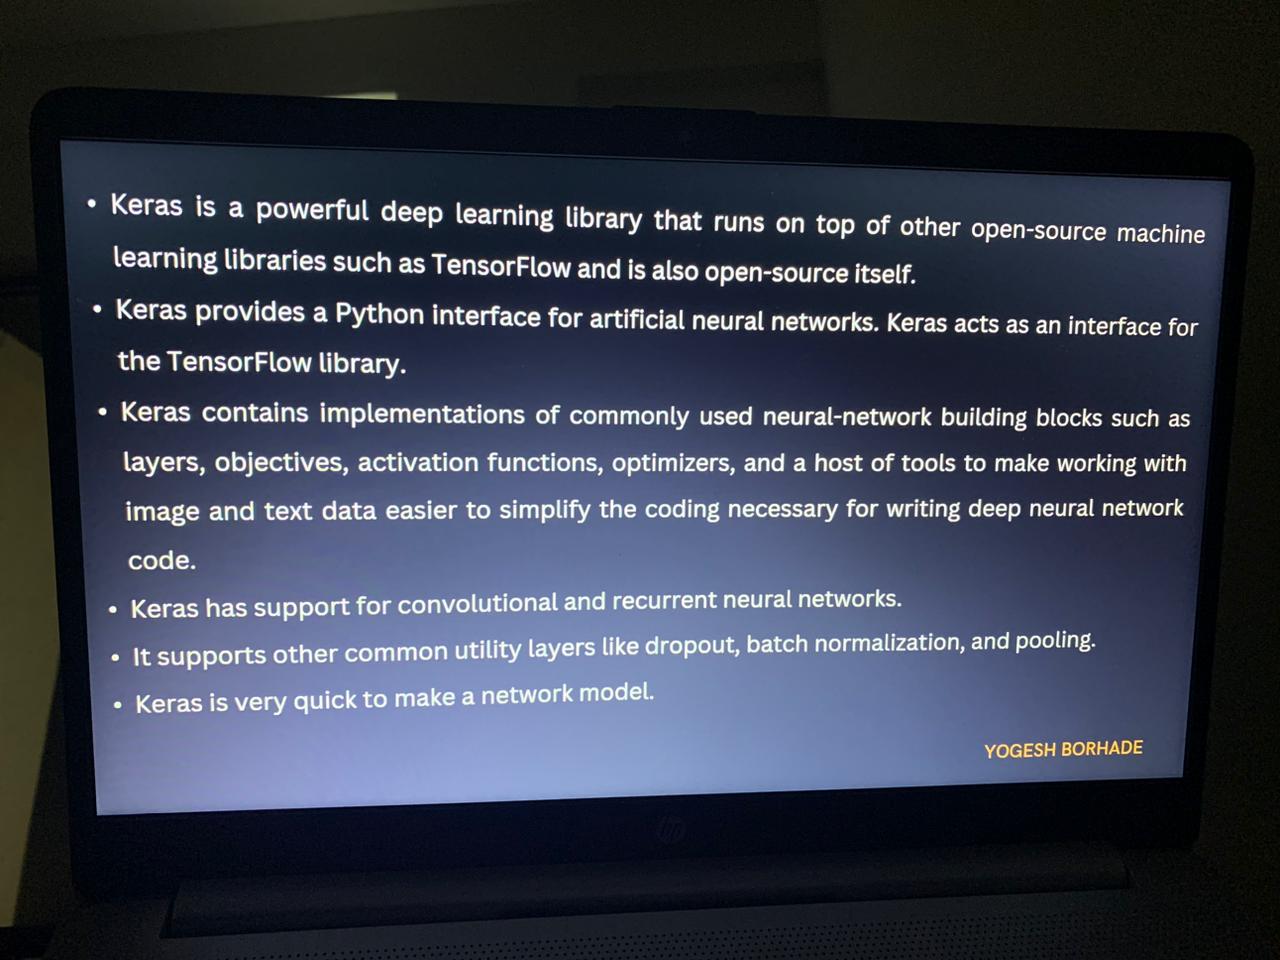 • Keras is a powerful deep learning library that runs on top of other open-source machine
learning libraries such as TensorFlow and is also open-source itself.
• Keras provides a Python interface for artificial neural networks. Keras acts as an interface for
the TensorFlow library.
• Keras contains implementations of commonly used neural-network building blocks such as
layers, objectives, activation functions, optimizers, and a host of tools to make working with
image and text data easier to simplify the coding necessary for writing deep neural network
code.
• Keras has support for convolutional and recurrent neural networks.
• It supports other common utility layers like dropout, batch normalization, and pooling.
• Keras is very quick to make a network model.
YOGESH BORHADE
hp